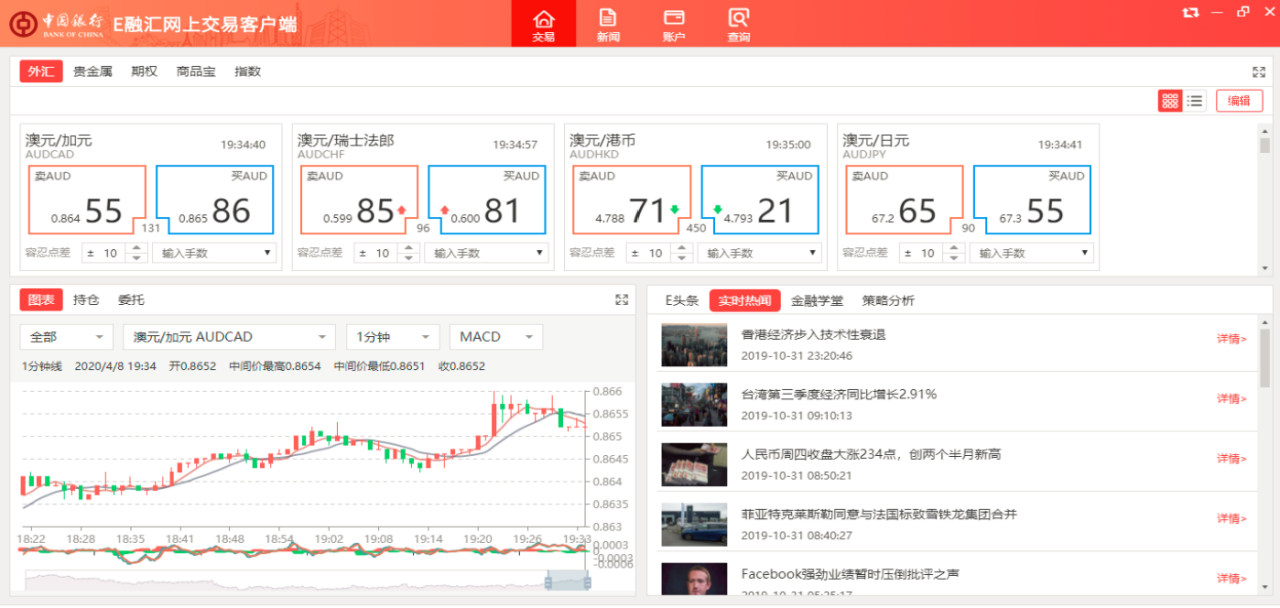 中国银行 BANK OF CHINA E融汇网上交易客户端
交易 新闻 账户 查询
外汇 贵金属 期权 商品宝 指数
编辑
澳元/加元 19:34:40
AUDCAD
卖AUD 买AUD
0.864 55 0.865 86
131
容忍点差 ± 10 输入手数
澳元/瑞士法郎 19:34:57
AUDCHF
卖AUD 买AUD
0.599 85 0.600 81
96
容忍点差 ± 10 输入手数
澳元/港币 19:35:00
AUDHKD
卖AUD 买AUD
4.788 71 4.793 21
450
容忍点差 ± 10 输入手数
澳元/日元 19:34:41
AUDJPY
卖AUD 买AUD
67.2 65 67.3 55
90
容忍点差 ± 10 输入手数
图表 持仓 委托
全部 澳元/加元 AUDCAD 1分钟 MACD
1分钟线 2020/4/8 19:34 开0.8652 中间价最高0.8654 中间价最低0.8651 收0.8652
0.866
0.8655
0.865
0.8645
0.864
0.8635
0.863
18:22 18:28 18:35 18:41 18:48 18:54 19:02 19:08 19:14 19:20 19:26 19:33
0.0003
-0.0003
-0.0006
E头条 实时热闻 金融学堂 策略分析
香港经济步入技术性衰退
2019-10-31 23:20:46
详情>
台湾第三季度经济同比增长2.91%
2019-10-31 09:10:13
详情>
人民币周四收盘大涨234点，创两个半月新高
2019-10-31 08:50:21
详情>
菲亚特克莱斯勒同意与法国标致雪铁龙集团合并
2019-10-31 08:40:27
详情>
Facebook强劲业绩暂时压倒批评之声
2019-10-31 05:25:17
详情>